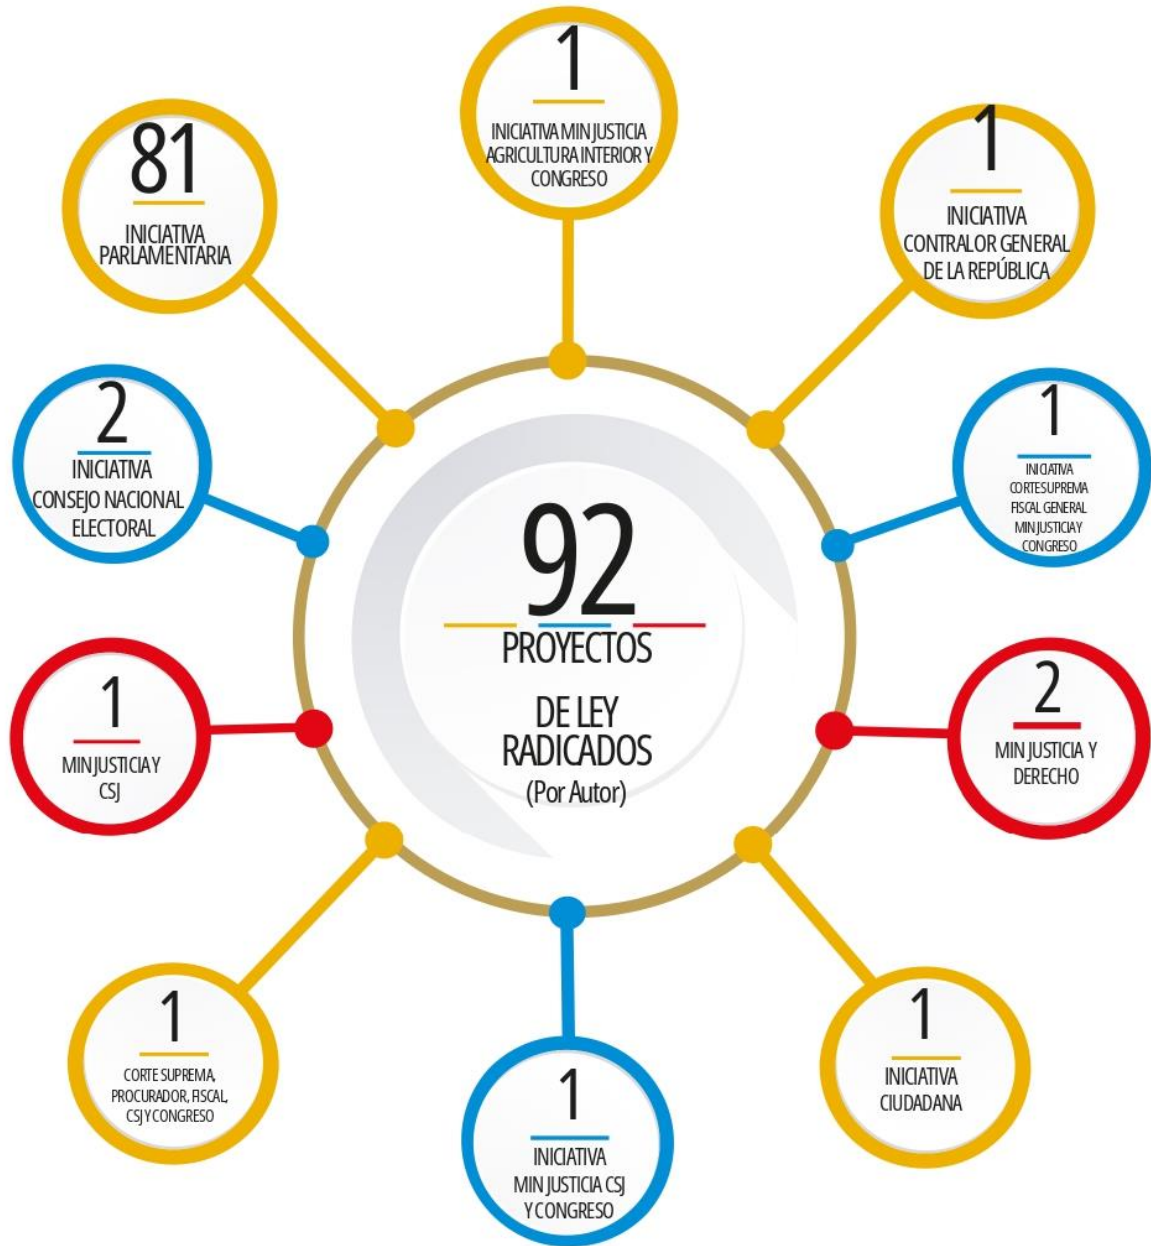 1
INICIATIVA MIN JUSTICIA
AGRICULTURA INTERIOR Y
CONGRESO
81
INICIATIVA
PARLAMENTARIA
1
INICIATIVA
CONTRALOR GENERAL
DE LA REPÚBLICA
2
INICIATIVA
CONSEJO NACIONAL
ELECTORAL
1
INICIATIVA
CORTE SUPREMA
FISCAL GENERAL
MIN JUSTICIA Y
CONGRESO
92
PROYECTOS
DE LEY
RADICADOS
(Por Autor)
1
MIN JUSTICIA Y
CSJ
2
MIN JUSTICIA Y
DERECHO
1
CORTE SUPREMA,
PROCURADOR, FISCAL,
CSJ Y CONGRESO
1
INICIATIVA
MIN JUSTICIA CSJ
Y CONGRESO
1
INICIATIVA
CIUDADANA